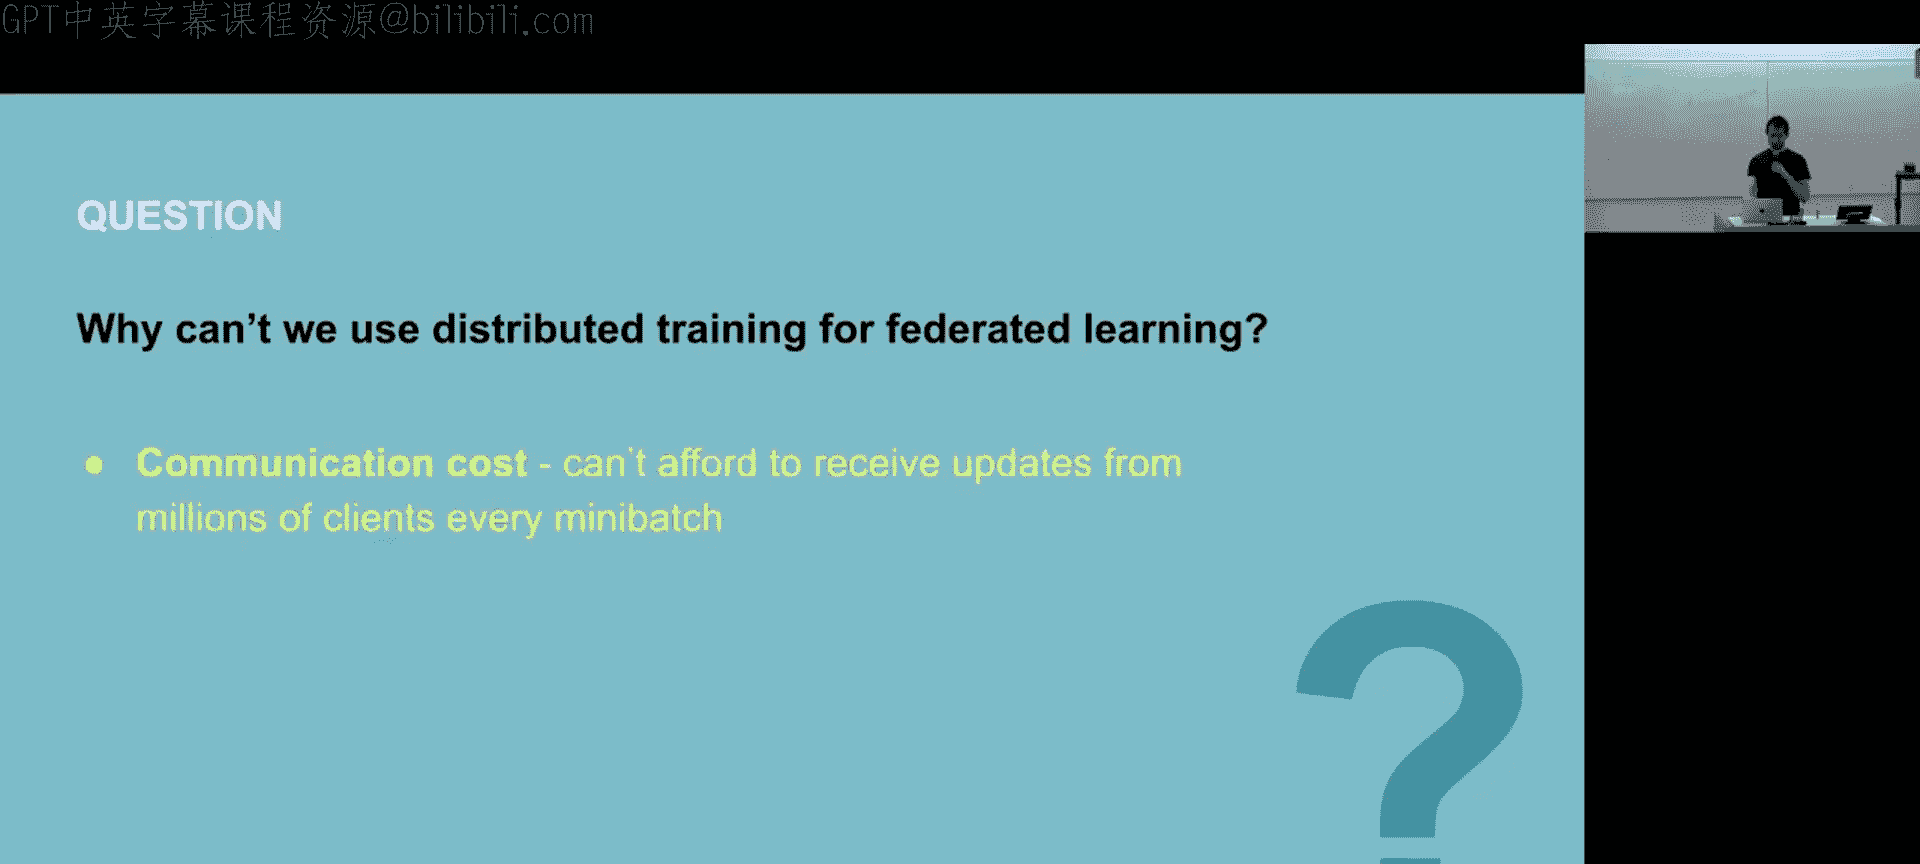 GPT中英字幕课程资源@bilibili.com
QUESTION
Why can't we use distributed training for federated learning?
● Communication cost - can't afford to receive updates from
millions of clients every minibatch
?